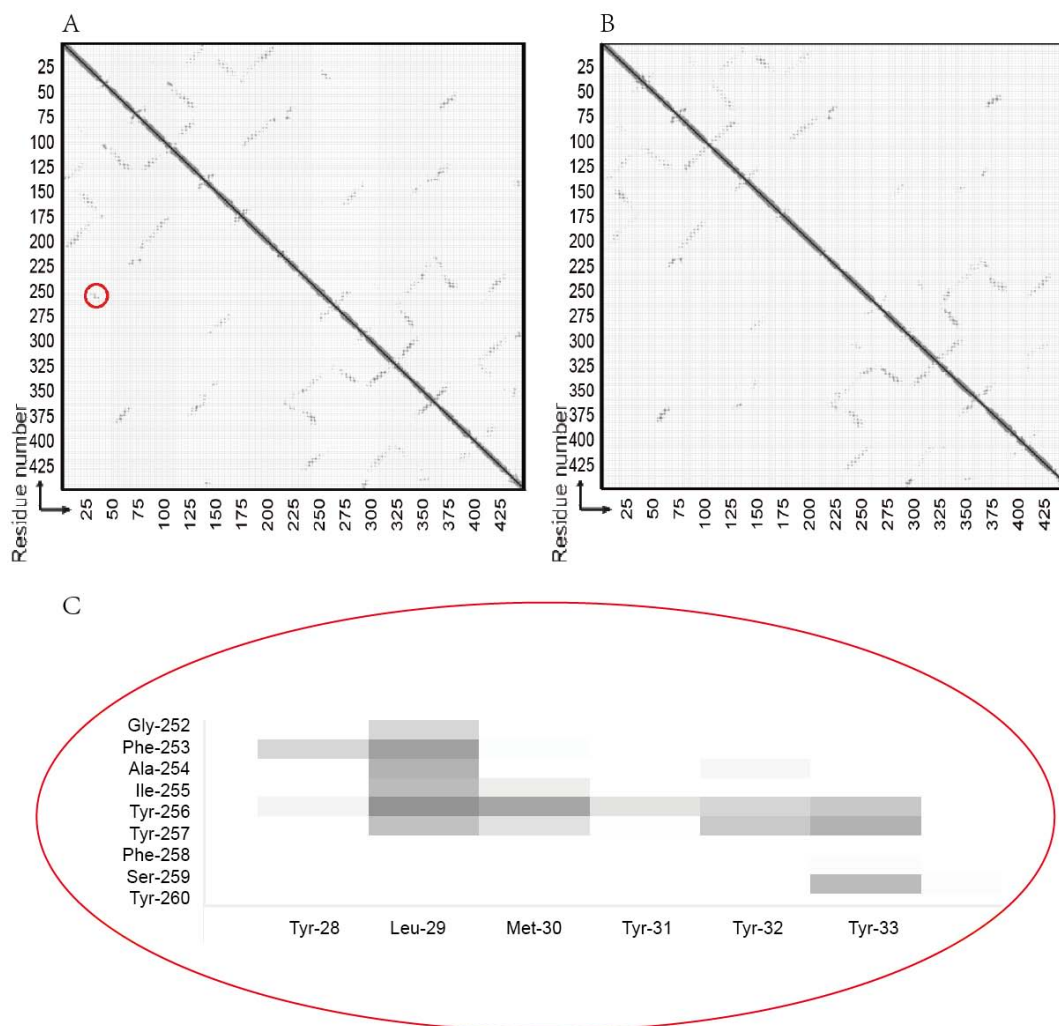 A
B
25
50
75
100
125
150
175
200
225
250
275
300
325
350
375
400
425
Residue number
25 50 75 100 125 150 175 200 225 250 275 300 325 350 375 400 425
25
50
75
100
125
150
175
200
225
250
275
300
325
350
375
400
425
Residue number
25 50 75 100 125 150 175 200 225 250 275 300 325 350 375 400 425
C
Gly-252
Phe-253
Ala-254
Ile-255
Tyr-256
Tyr-257
Phe-258
Ser-259
Tyr-260
Tyr-28 Leu-29 Met-30 Tyr-31 Tyr-32 Tyr-33